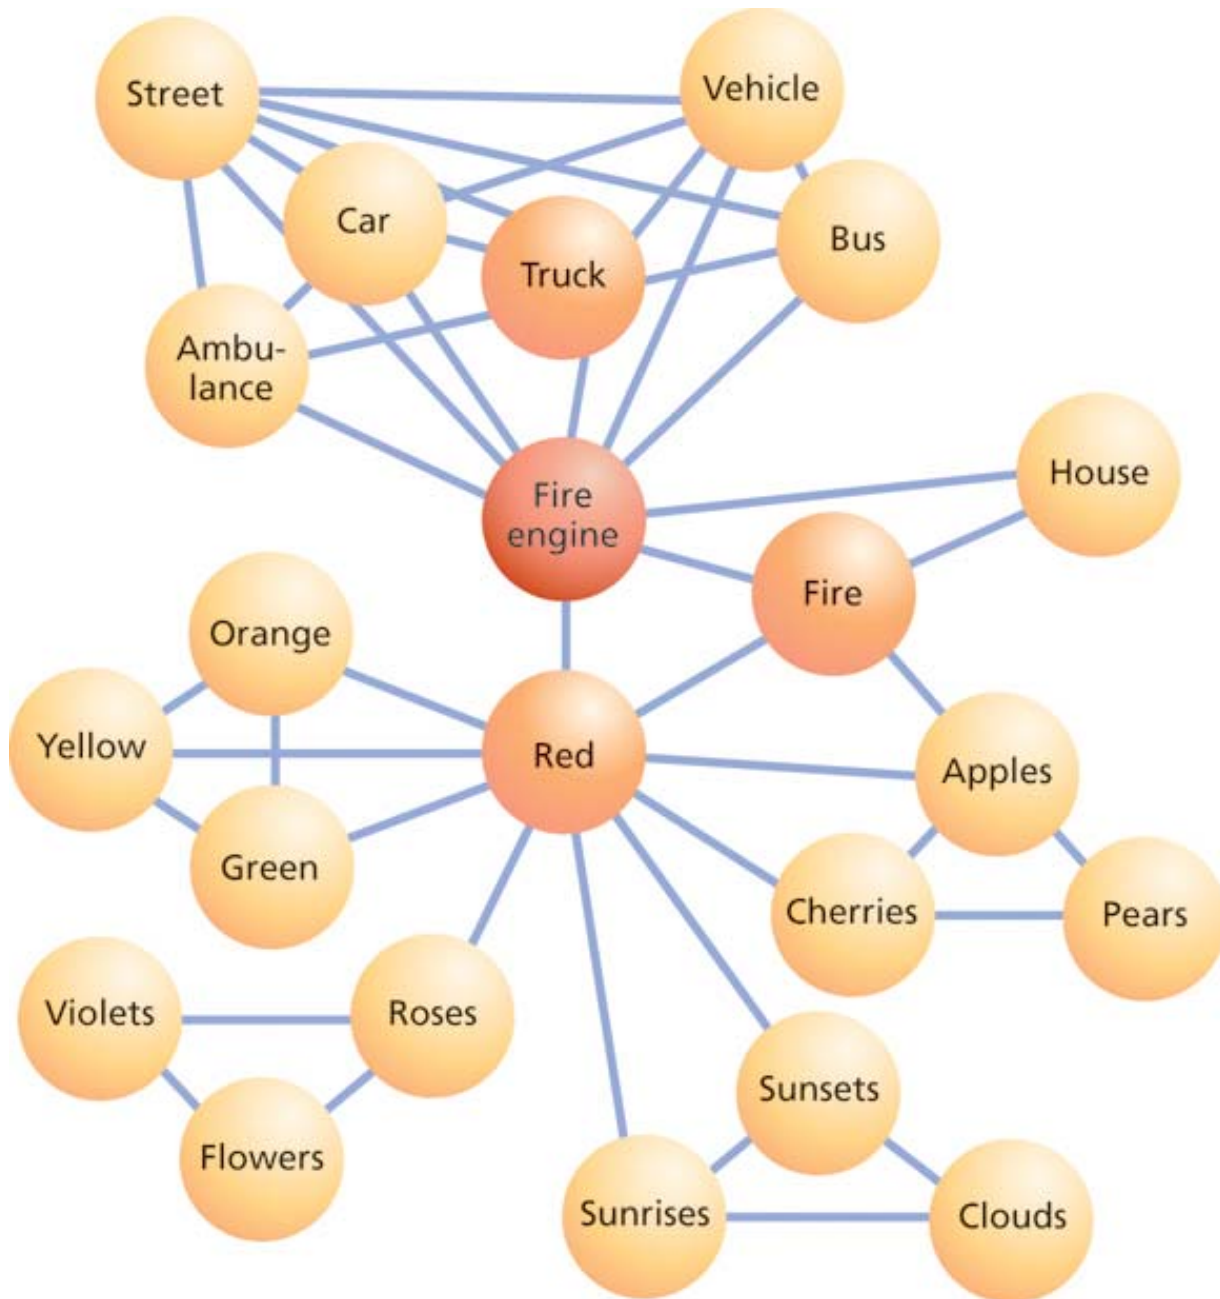 Street
Vehicle
Car
Bus
Truck
Ambu-
lance
House
Fire
engine
Fire
Orange
Yellow
Red
Apples
Green
Cherries
Pears
Violets
Roses
Sunsets
Flowers
Sunrises
Clouds